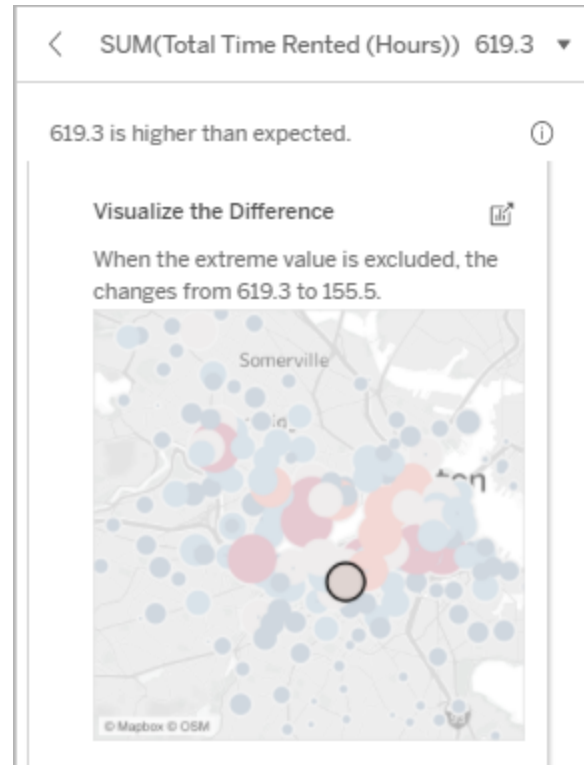 SUM(Total Time Rented (Hours)) 619.3
619.3 is higher than expected.
Visualize the Difference
When the extreme value is excluded, the
changes from 619.3 to 155.5.
Somerville
© Mapbox © OSM